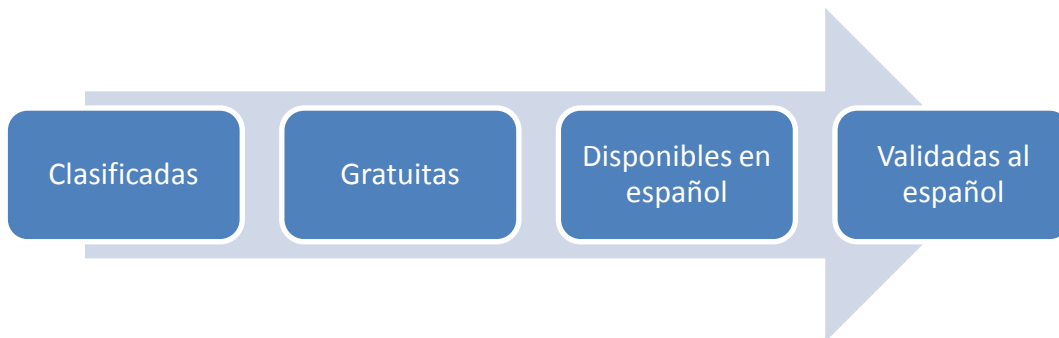 Clasificadas
Gratuitas
Disponibles en
español
Validadas al
español